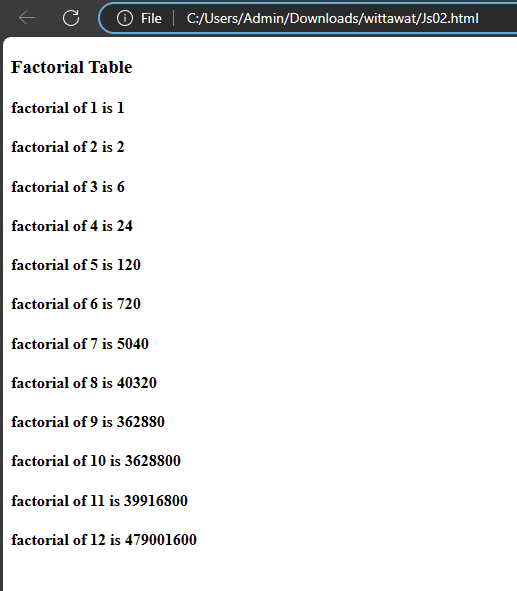 File C:/Users/Admin/Downloads/wittawat/Js02.html
Factorial Table
factorial of 1 is 1
factorial of 2 is 2
factorial of 3 is 6
factorial of 4 is 24
factorial of 5 is 120
factorial of 6 is 720
factorial of 7 is 5040
factorial of 8 is 40320
factorial of 9 is 362880
factorial of 10 is 3628800
factorial of 11 is 39916800
factorial of 12 is 479001600